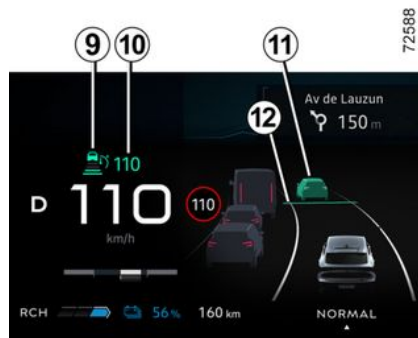 72588
9
10
11
12
Av de Lauzun
150 m
110
D
110
110
km/h
RCH
56%
160 km
NORMAL